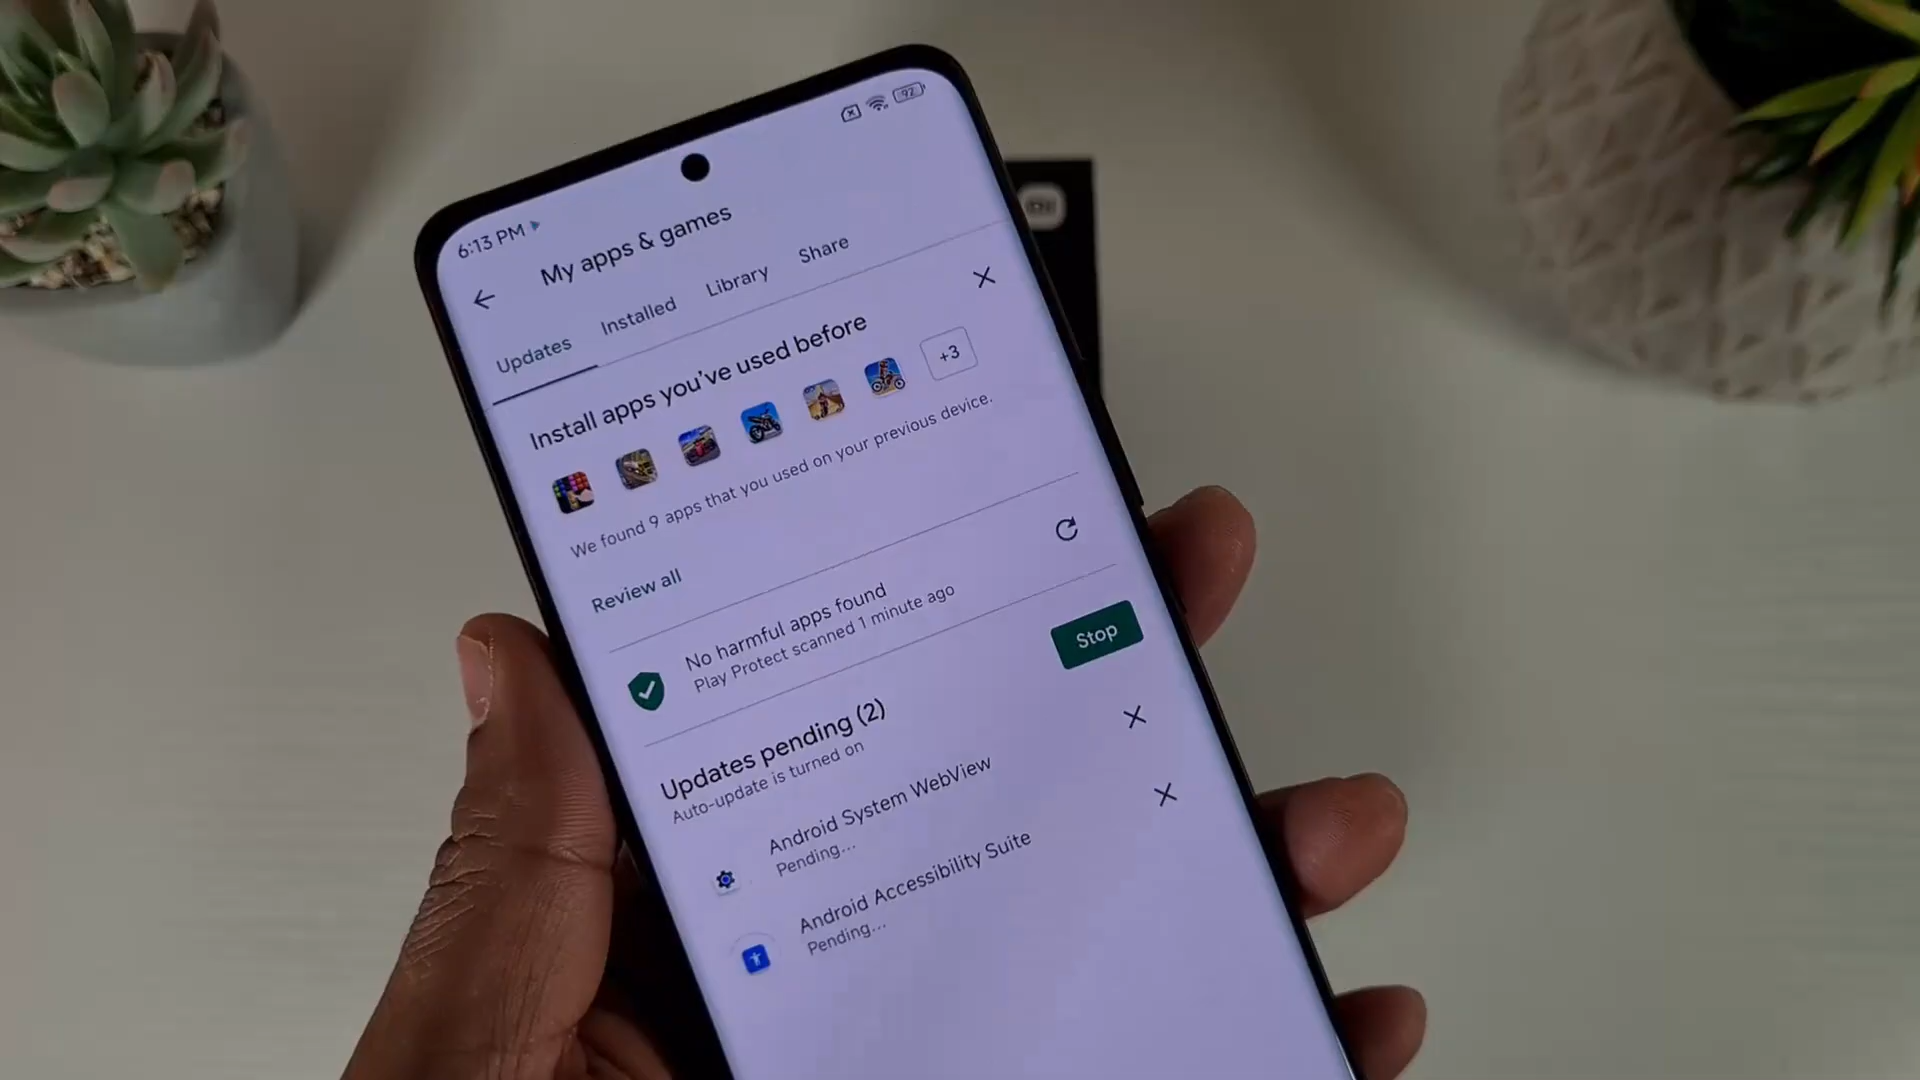 92
6:13 PM
My apps & games
Updates Installed Library Share
Install apps you've used before
+3
We found 9 apps that you used on your previous device.
Review all
No harmful apps found
Play Protect scanned 1 minute ago
Updates pending (2)
Stop
Auto-update is turned on
Android System WebView
Pending...
Android Accessibility Suite
Pending...